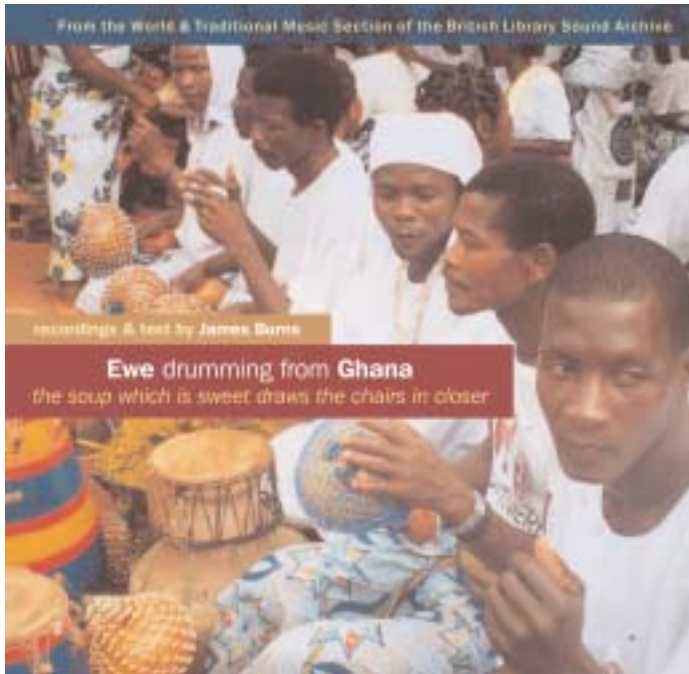 From the World & Traditional Music Section of the British Library Sound Archive
recordings & text by James Burns
Ewe drumming from Ghana
the soup which is sweet draws the chairs in closer